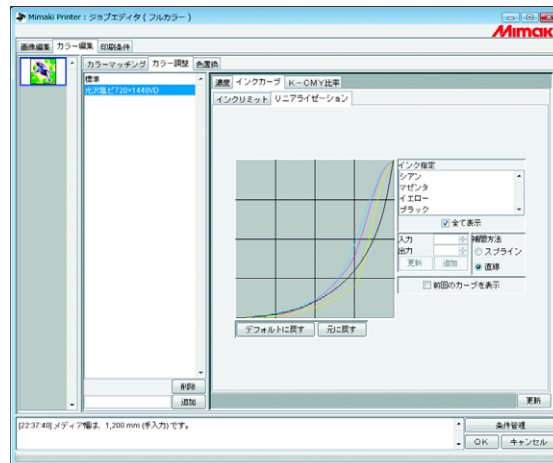 Mimaki Printer:ジョブエディタ(フルカラー)
Mimaki
画像編集 カラー編集 印刷条件
カラーマッチング カラー調整 色置換
標準
光沢塩ビ720*1440VD
濃度 インクカーブ K-CMY比率
インクリミット リニアライゼーション
インク指定
シアン
マゼンタ
イエロー
ブラック
全て表示
入力
出力
更新 追加
補間方法
スプライン
直線
前回のカーブを表示
デフォルトに戻す 元に戻す
削除
追加
更新
[22:37:40] メディア幅は、1,200 mm (手入力) です。
条件管理
OK キャンセル